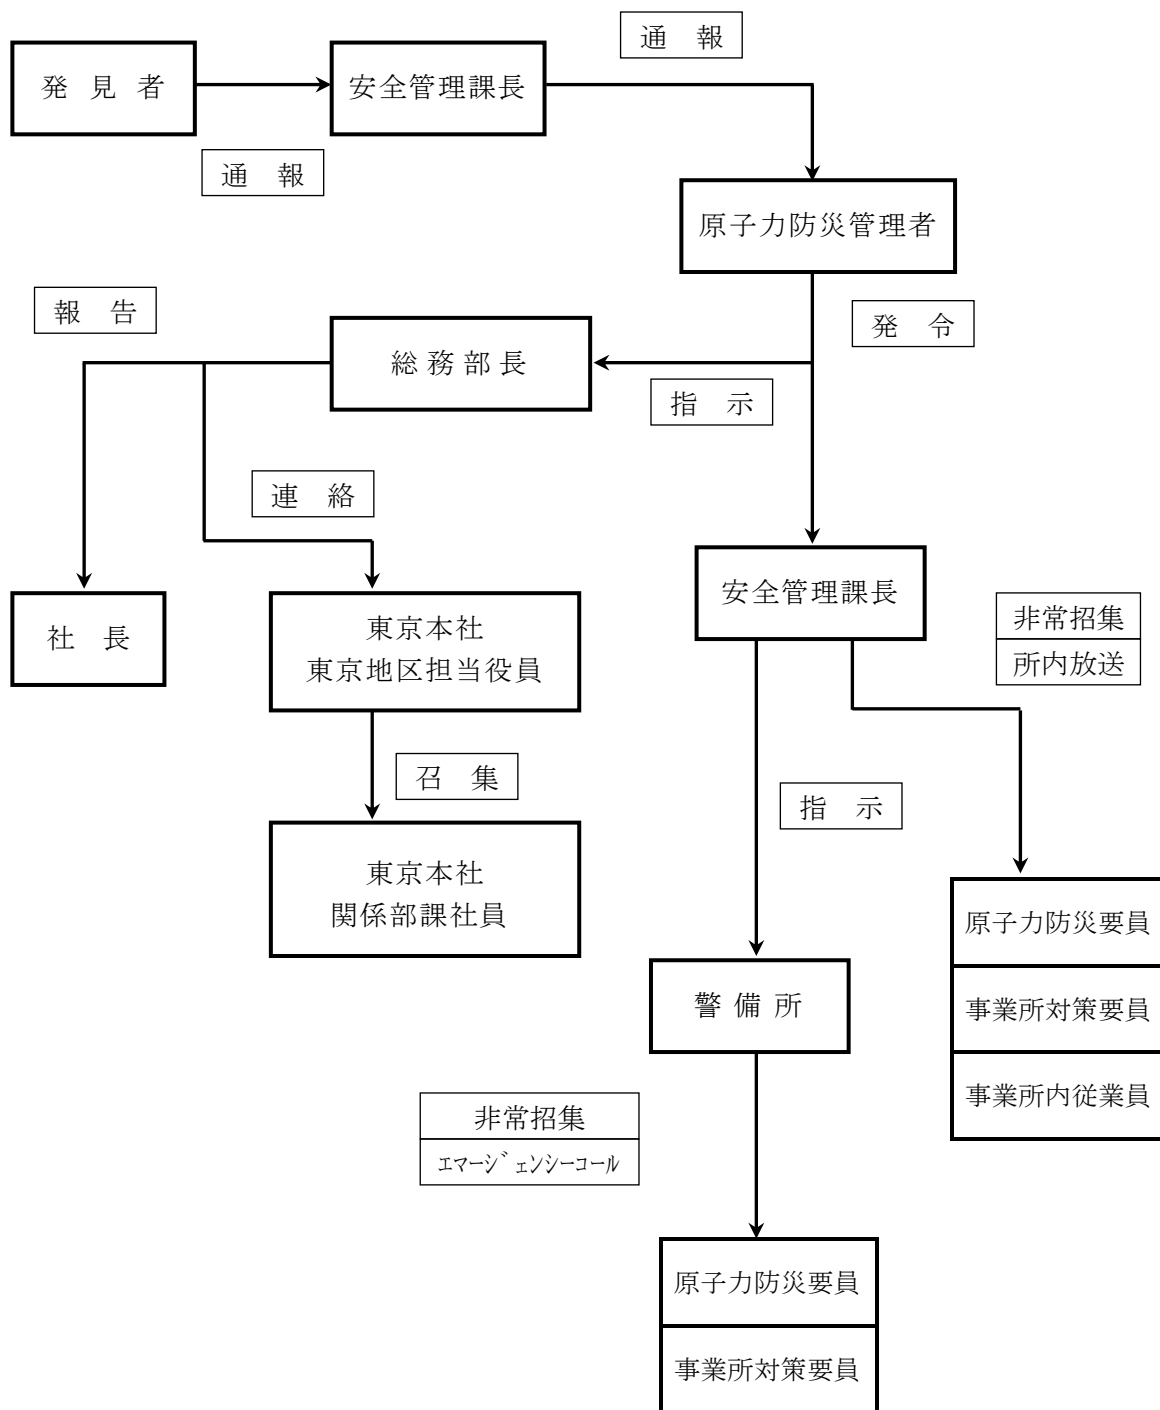 通　報
発 見 者
安全管理課長
通　報
原子力防災管理者
報　告
発　令
総務部長
指　示
連　絡
安全管理課長
社　長
東京本社
東京地区担当役員
非常招集
所内放送
召　集
指　示
東京本社
関係部課社員
原子力防災要員
事業所対策要員
事業所内従業員
警 備 所
非常招集
エマージェンシーコール
原子力防災要員
事業所対策要員